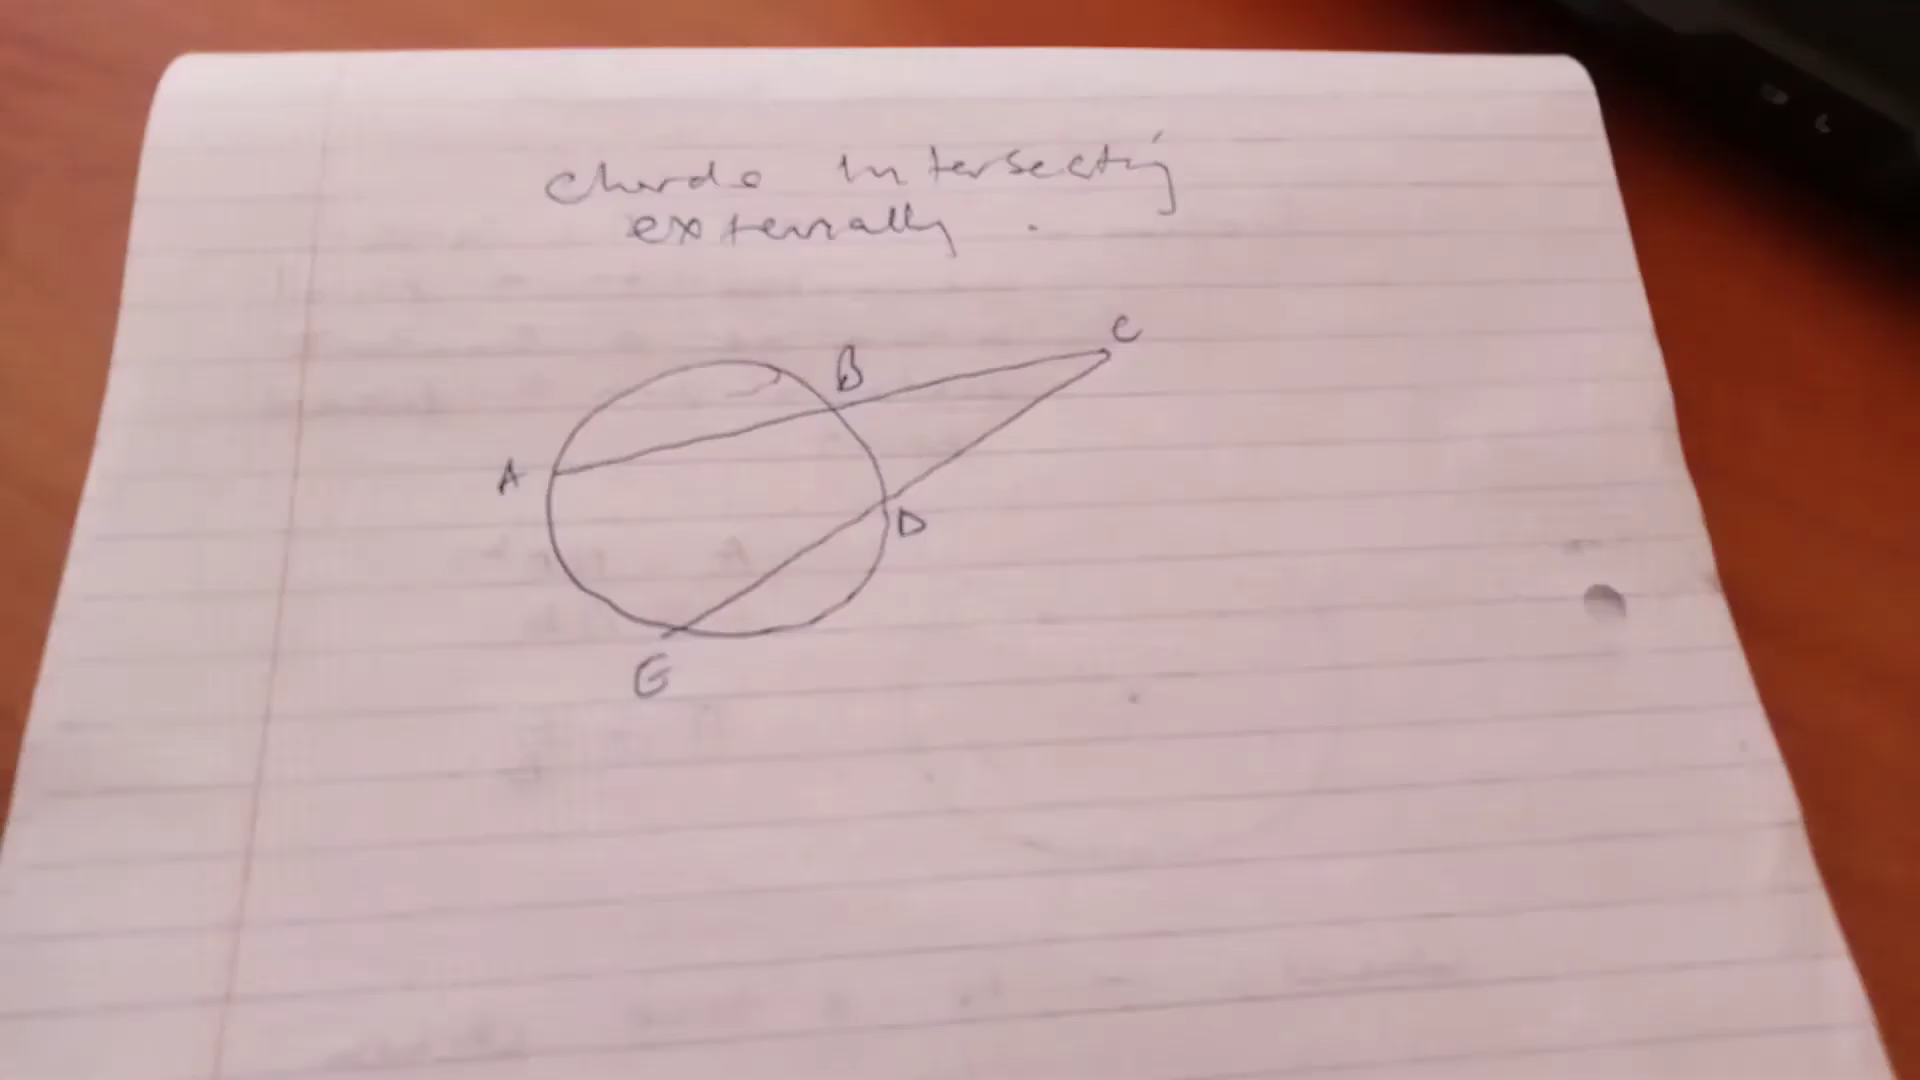 chords intersecting
externally.
C
B
A
D
E